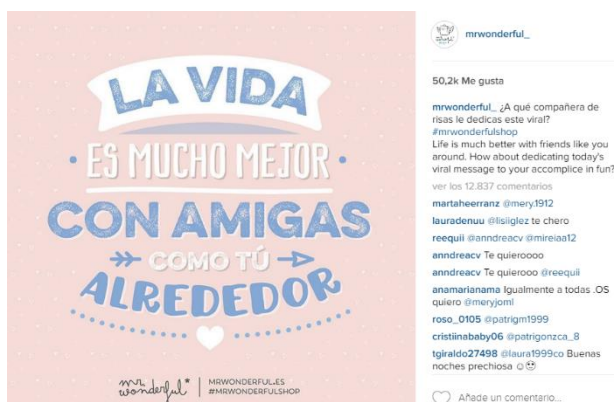 LA VIDA
ES MUCHO MEJOR
CON AMIGAS
COMO TÚ
ALREDEDOR
mr. wonderful*
MRWONDERFUL.ES
#MRWONDERFULSHOP
mrwonderful_
50,2k Me gusta
mrwonderful_ ¿A qué compañera de
risas le dedicas este viral?
#mrwonderfulshop
Life is much better with friends like you
around. How about dedicating today's
viral message to your accomplice in fun?
ver los 12.837 comentarios
martaherranz @mery.1912
lauradenuu @lisiiglez te chero
reequii @anndreacv @mireiaa12
anndreacv Te quieroooo
anndreacv Te quierooo @reequii
anamarianama Igualmente a todas .OS
quiero @meryjoml
roso_0105 @patrigm1999
cristiinababy06 @patrigonzca_8
tgiraldo27498 @laura1999co Buenas
noches prechiosa
Añade un comentario...